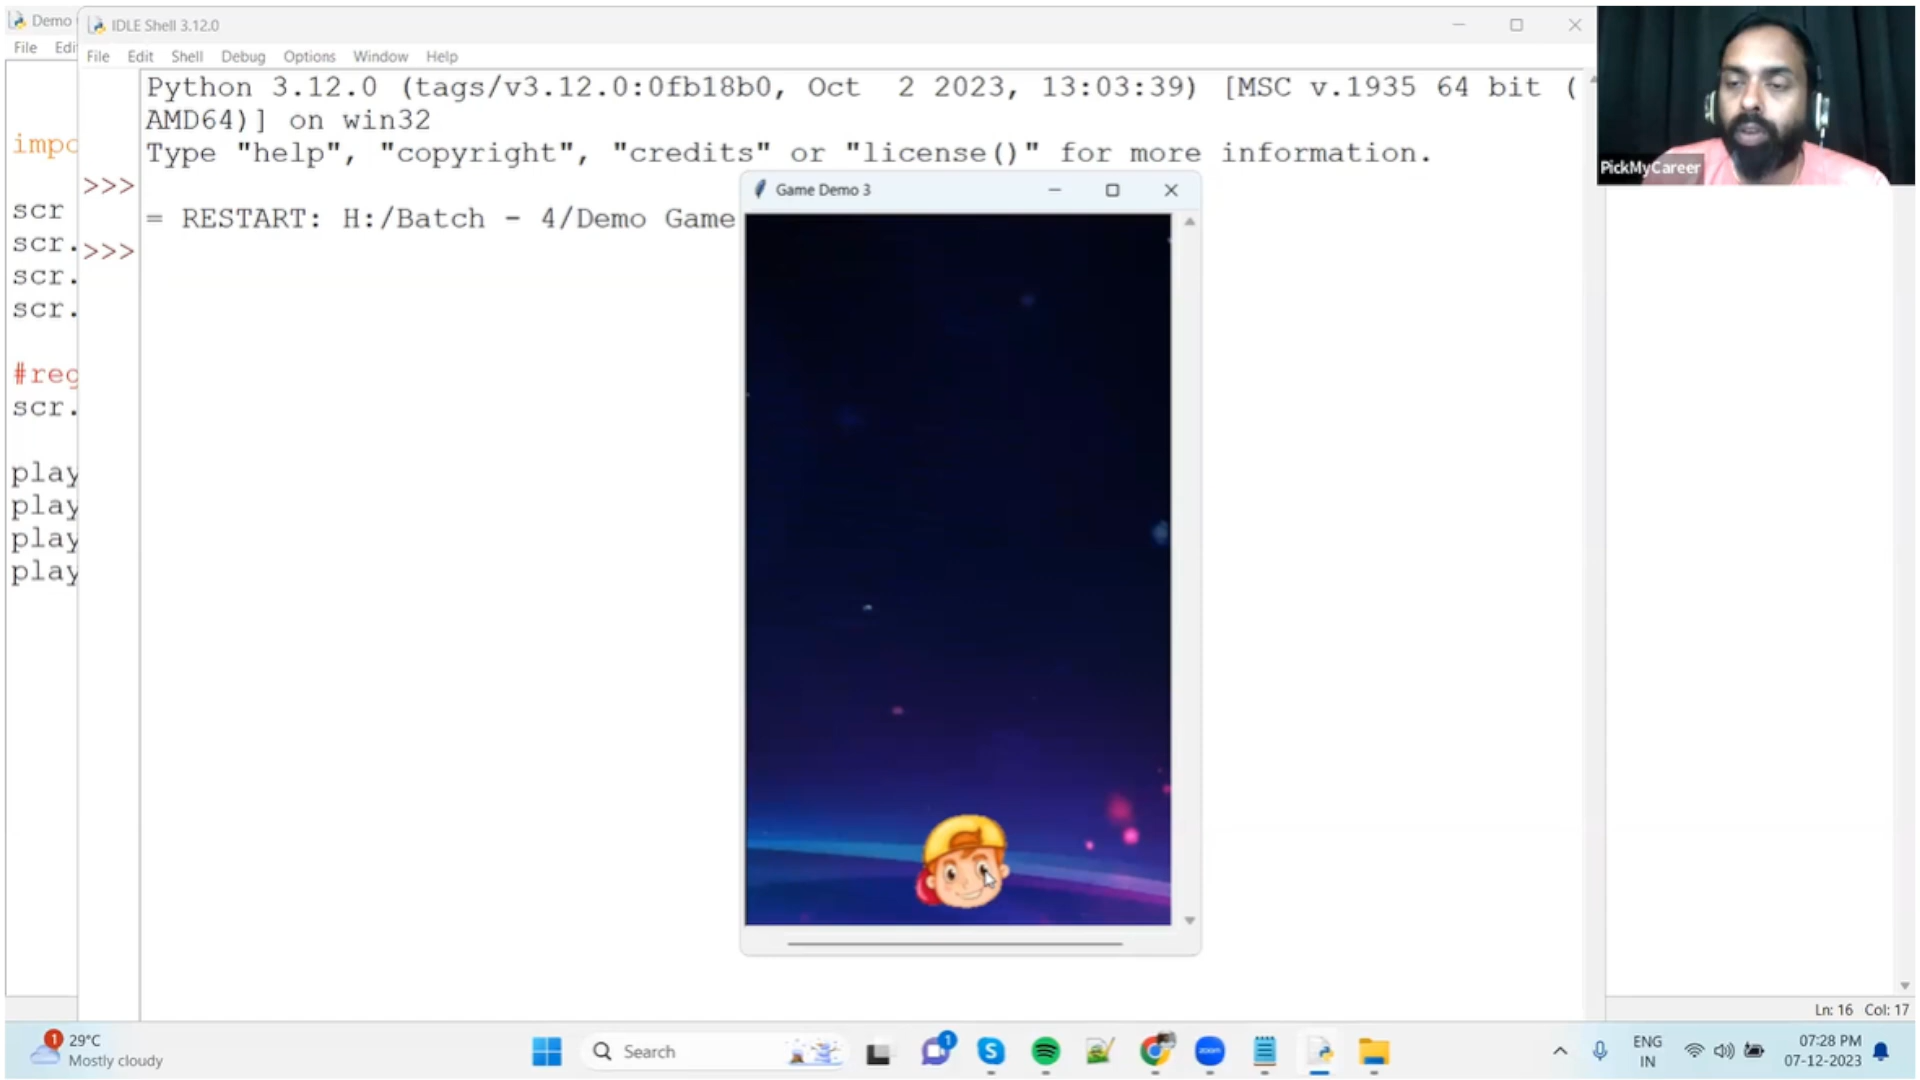 Demo
IDLE Shell 3.12.0
File Edit
File Edit Shell Debug Options Window Help
Python 3.12.0 (tags/v3.12.0:0fb18b0, Oct 2 2023, 13:03:39) [MSC v.1935 64 bit (
AMD64)] on win32
Type "help", "copyright", "credits" or "license()" for more information.
>>>
= RESTART: H:/Batch - 4/Demo Game
>>>
impo
scr
scr.
scr.
scr.
#reg
scr.
play
play
play
play
Game Demo 3
PickMyCareer
Ln: 16 Col: 17
1
29°C
Mostly cloudy
Search
1
zoom
ENG
IN
07:28 PM
07-12-2023